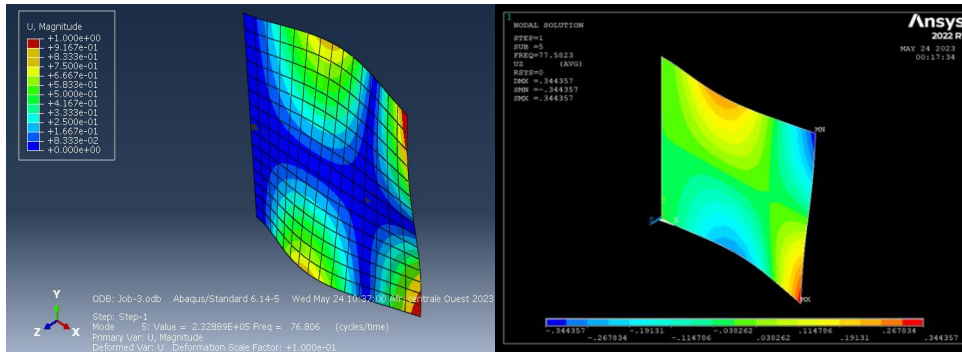 U, Magnitude
+1.000e+00
+9.167e-01
+8.333e-01
+7.500e-01
+6.667e-01
+5.833e-01
+5.000e-01
+4.167e-01
+3.333e-01
+2.500e-01
+1.667e-01
+8.333e-02
+0.000e+00
Y
Z
X
ODB: Job-3.odb Abaqus/Standard 6.14-5 Wed May 24 10:37:00 Afr. centrale Ouest 2023
Step: Step-1
Mode 5: Value = 2.32889E+05 Freq = 76.806 (cycles/time)
Primary Var: U, Magnitude
Deformed Var: U Deformation Scale Factor: +1.000e-01
1
NODAL SOLUTION
STEP=1
SUB =5
FREQ=77.5823
UZ (AVG)
RSYS=0
DMX =.344357
SMN =-.344357
SMX =.344357
Ansys
2022 R
MAY 24 2023
00:17:34
MN
Z X
MX
-.344357 -.19131 -.038262 .114786 .267834
-.267834 -.114786 .038262 .19131 .344357